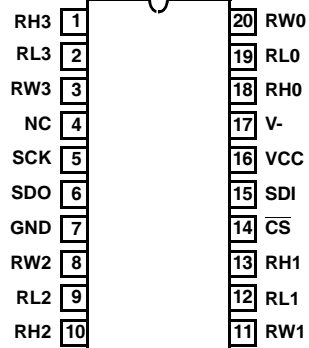 RH3 1 20 RW0
RL3 2 19 RL0
RW3 3 18 RH0
NC 4 17 V-
SCK 5 16 VCC
SDO 6 15 SDI
GND 7 14 C̅S̅
RW2 8 13 RH1
RL2 9 12 RL1
RH2 10 11 RW1